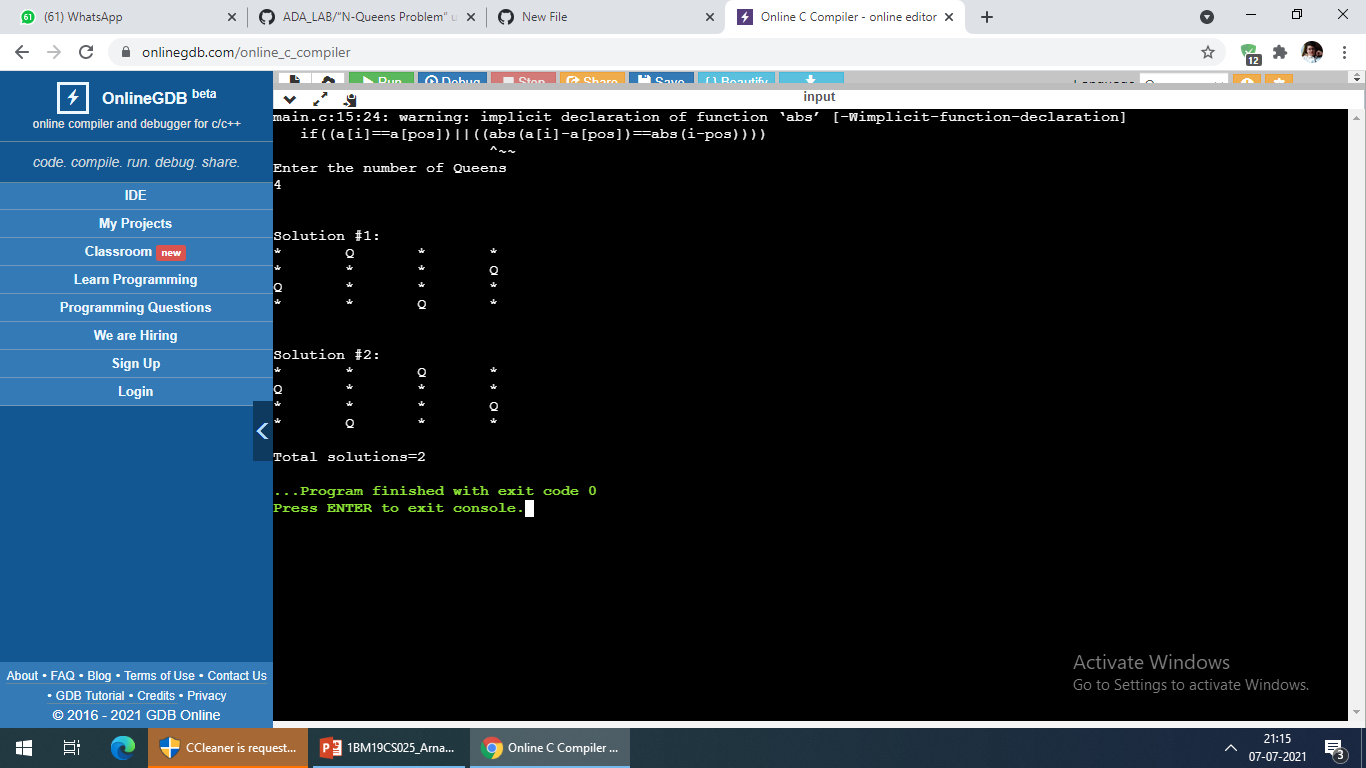 61
(61) WhatsApp
ADA_LAB/"N-Queens Problem" u
New File
Online C Compiler - online editor
onlinegdb.com/online_c_compiler
12
OnlineGDB beta
online compiler and debugger for c/c++
code. compile. run. debug. share.
IDE
My Projects
Classroom new
Learn Programming
Programming Questions
We are Hiring
Sign Up
Login
About • FAQ • Blog • Terms of Use • Contact Us
• GDB Tutorial • Credits • Privacy
© 2016 - 2021 GDB Online
Run Debug Stop Share Save { } Beautify
Language
input
main.c:15:24: warning: implicit declaration of function ‘abs’ [-Wimplicit-function-declaration]
if((a[i]==a[pos])||((abs(a[i]-a[pos])==abs(i-pos))))
^~~
Enter the number of Queens
4
Solution #1:
* Q * *
* * * Q
Q * * *
* * Q *
Solution #2:
* * Q *
Q * * *
* * * Q
* Q * *
Total solutions=2
...Program finished with exit code 0
Press ENTER to exit console.
Activate Windows
Go to Settings to activate Windows.
CCleaner is request...
1BM19CS025_Arna...
Online C Compiler ...
21:15
07-07-2021
3